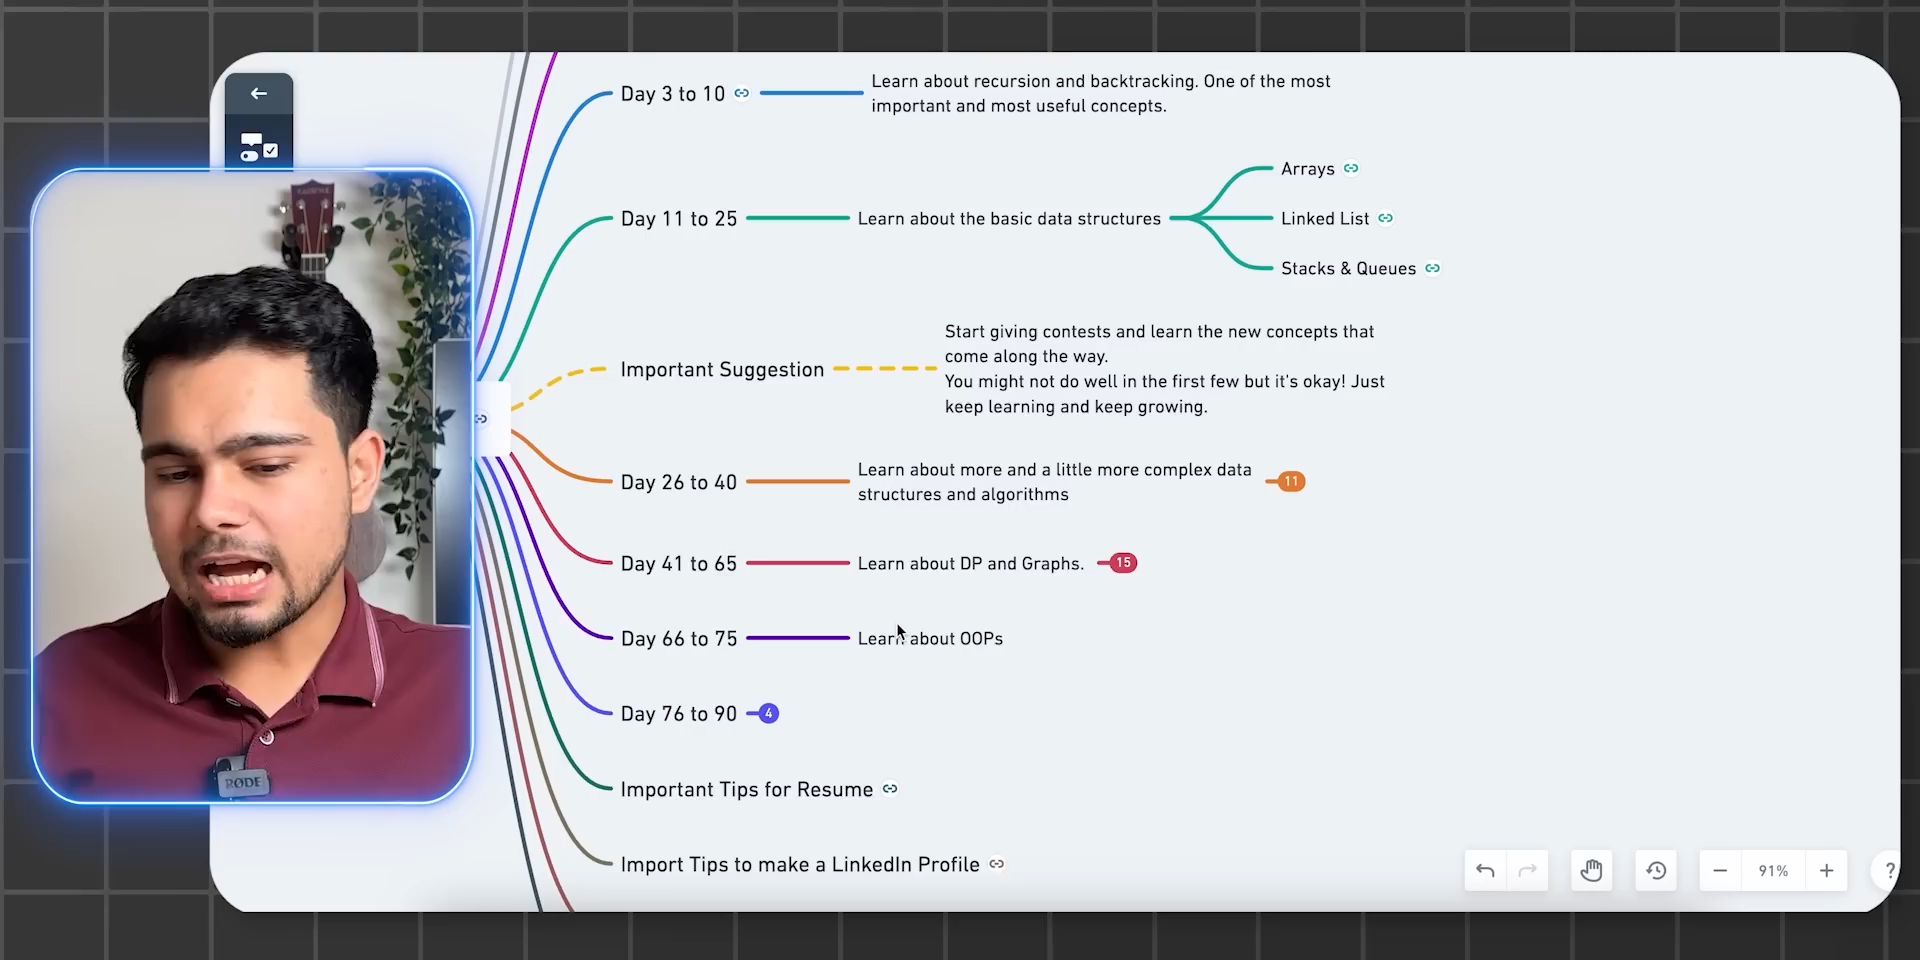 Day 3 to 10
Learn about recursion and backtracking. One of the most
important and most useful concepts.
Day 11 to 25
Learn about the basic data structures
Arrays
Linked List
Stacks & Queues
Important Suggestion
Start giving contests and learn the new concepts that
come along the way.
You might not do well in the first few but it's okay! Just
keep learning and keep growing.
Day 26 to 40
Learn about more and a little more complex data
structures and algorithms
11
Day 41 to 65
Learn about DP and Graphs.
15
Day 66 to 75
Learn about OOPs
Day 76 to 90
4
Important Tips for Resume
Import Tips to make a LinkedIn Profile
RØDE
91%
?